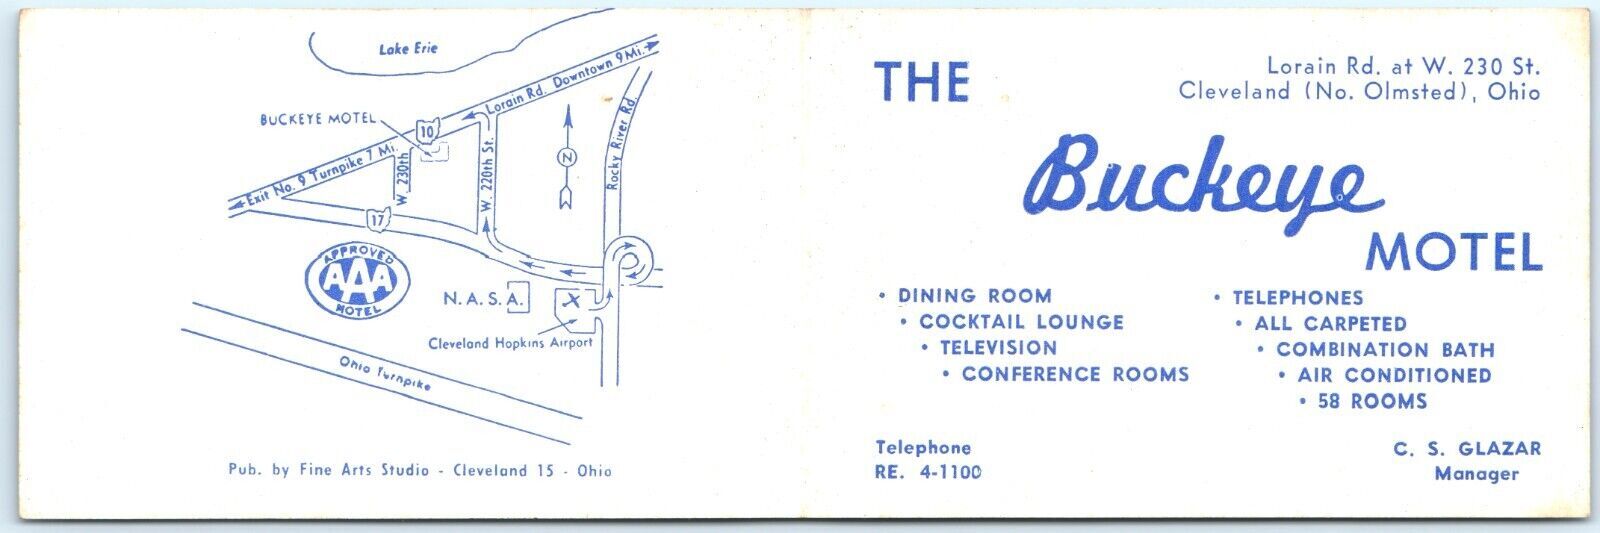 Lake Erie
Lorain Rd. Downtown 9 Mi.
BUCKEYE MOTEL
10
Exit No. 9 Turnpike 7 Mi.
W. 230th
W. 220th St.
N
Rocky River Rd.
17
APPROVED
AAA
MOTEL
N. A. S. A.
Cleveland Hopkins Airport
Ohio Turnpike
Pub. by Fine Arts Studio - Cleveland 15 - Ohio
THE
Lorain Rd. at W. 230 St.
Cleveland (No. Olmsted), Ohio
Buckeye
MOTEL
• DINING ROOM
• COCKTAIL LOUNGE
• TELEVISION
• CONFERENCE ROOMS
• TELEPHONES
• ALL CARPETED
• COMBINATION BATH
• AIR CONDITIONED
• 58 ROOMS
Telephone
RE. 4-1100
C. S. GLAZAR
Manager